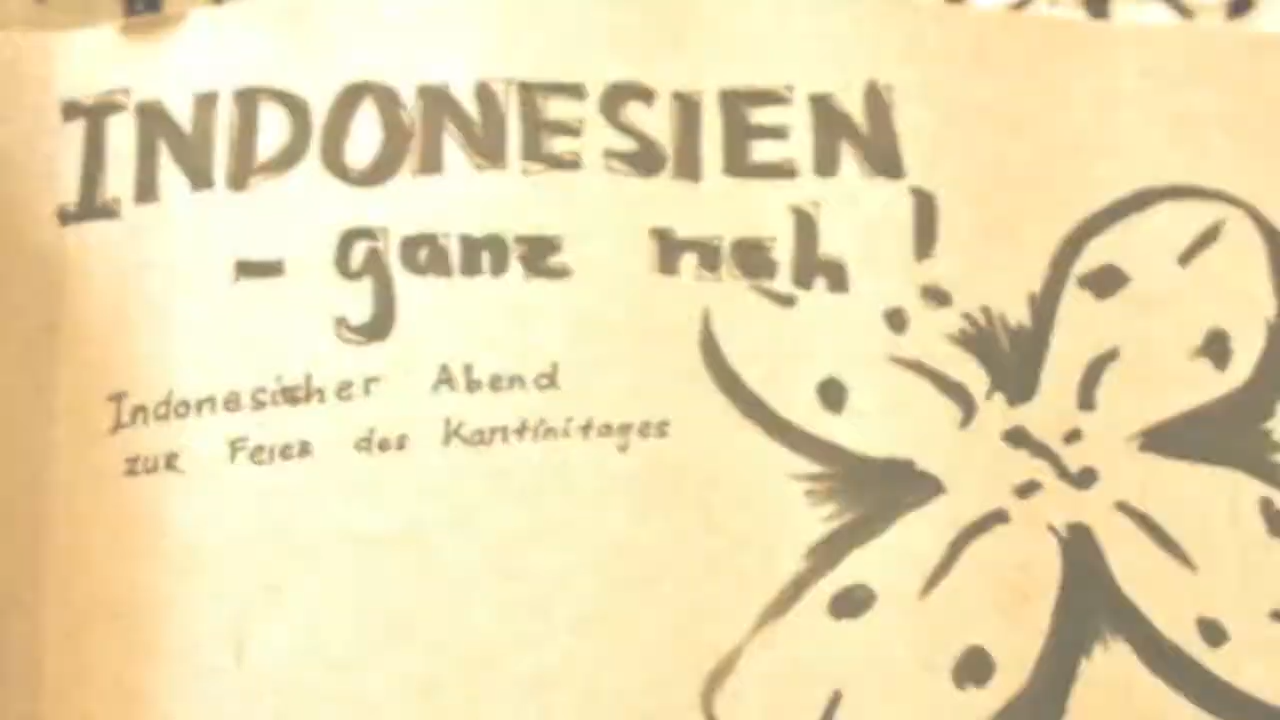 INDONESIEN
- ganz nah!
Indonesischer Abend
zur Feier des Kartinitages